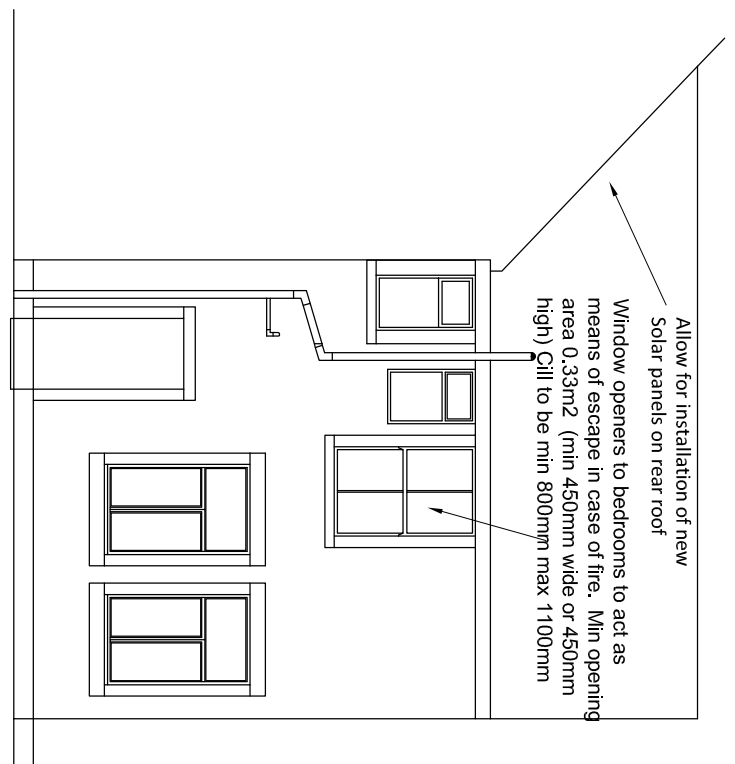 Allow for installation of new
Solar panels on rear roof
Window openers to bedrooms to act as
means of escape in case of fire. Min opening
area 0.33m2 (min 450mm wide or 450mm
high) Cill to be min 800mm max 1100mm